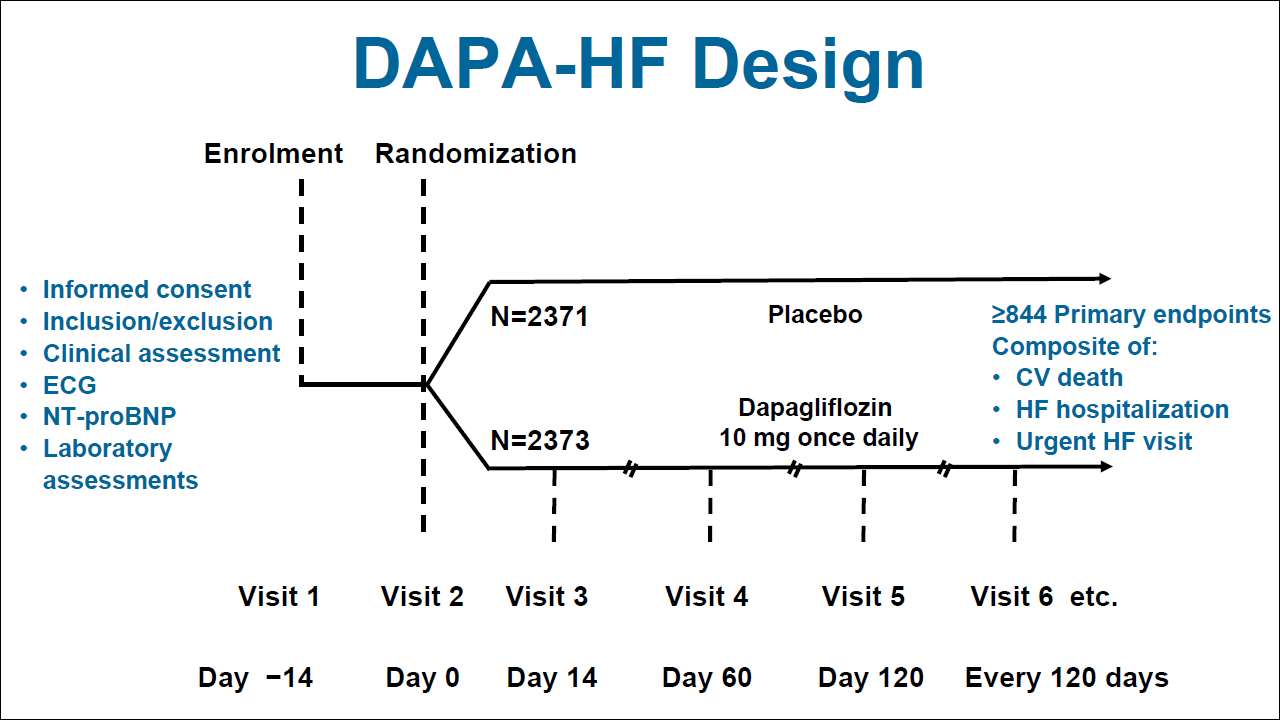 DAPA-HF Design
Enrolment Randomization
• Informed consent
• Inclusion/exclusion
• Clinical assessment
• ECG
• NT-proBNP
• Laboratory
assessments
N=2371
Placebo
N=2373
Dapagliflozin
10 mg once daily
≥844 Primary endpoints
Composite of:
• CV death
• HF hospitalization
• Urgent HF visit
Visit 1 Visit 2 Visit 3 Visit 4 Visit 5 Visit 6 etc.
Day −14 Day 0 Day 14 Day 60 Day 120 Every 120 days